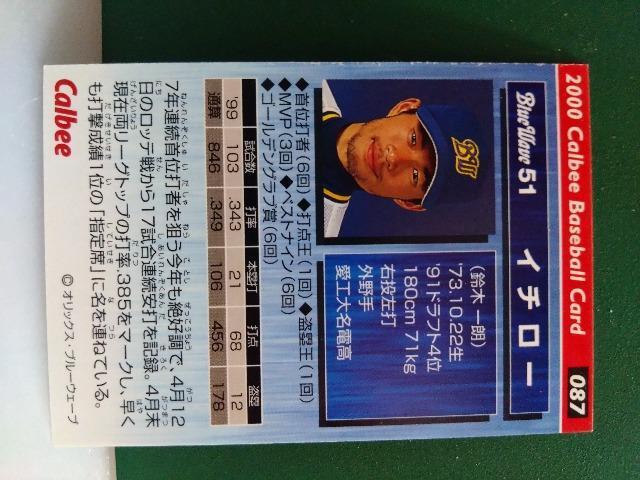 2000 Calbee Baseball Card 087
BlueWave 51 イチロー
(鈴木 一朗)
'73.10.22生
'91ドラフト4位
180cm 71kg
右投左打
外野手
愛工大名電高
BW
◆首位打者(6回)◆打点王(1回)◆盗塁王(1回)
◆MVP(3回)◆ベストナイン(6回)
◆ゴールデングラブ賞(6回)
試合数 打率 本塁打 打点 盗塁
'99 103 .343 21 68 12
通算 846 .349 106 456 178
7年連続首位打者を狙う今年も絶好調で、4月12
日のロッテ戦から17試合連続安打を記録。4月末
現在両リーグトップの打率.385をマークし、早く
も打撃成績1位の「指定席」に名を連ねている。
Calbee ©オリックス・ブルーウェーブ